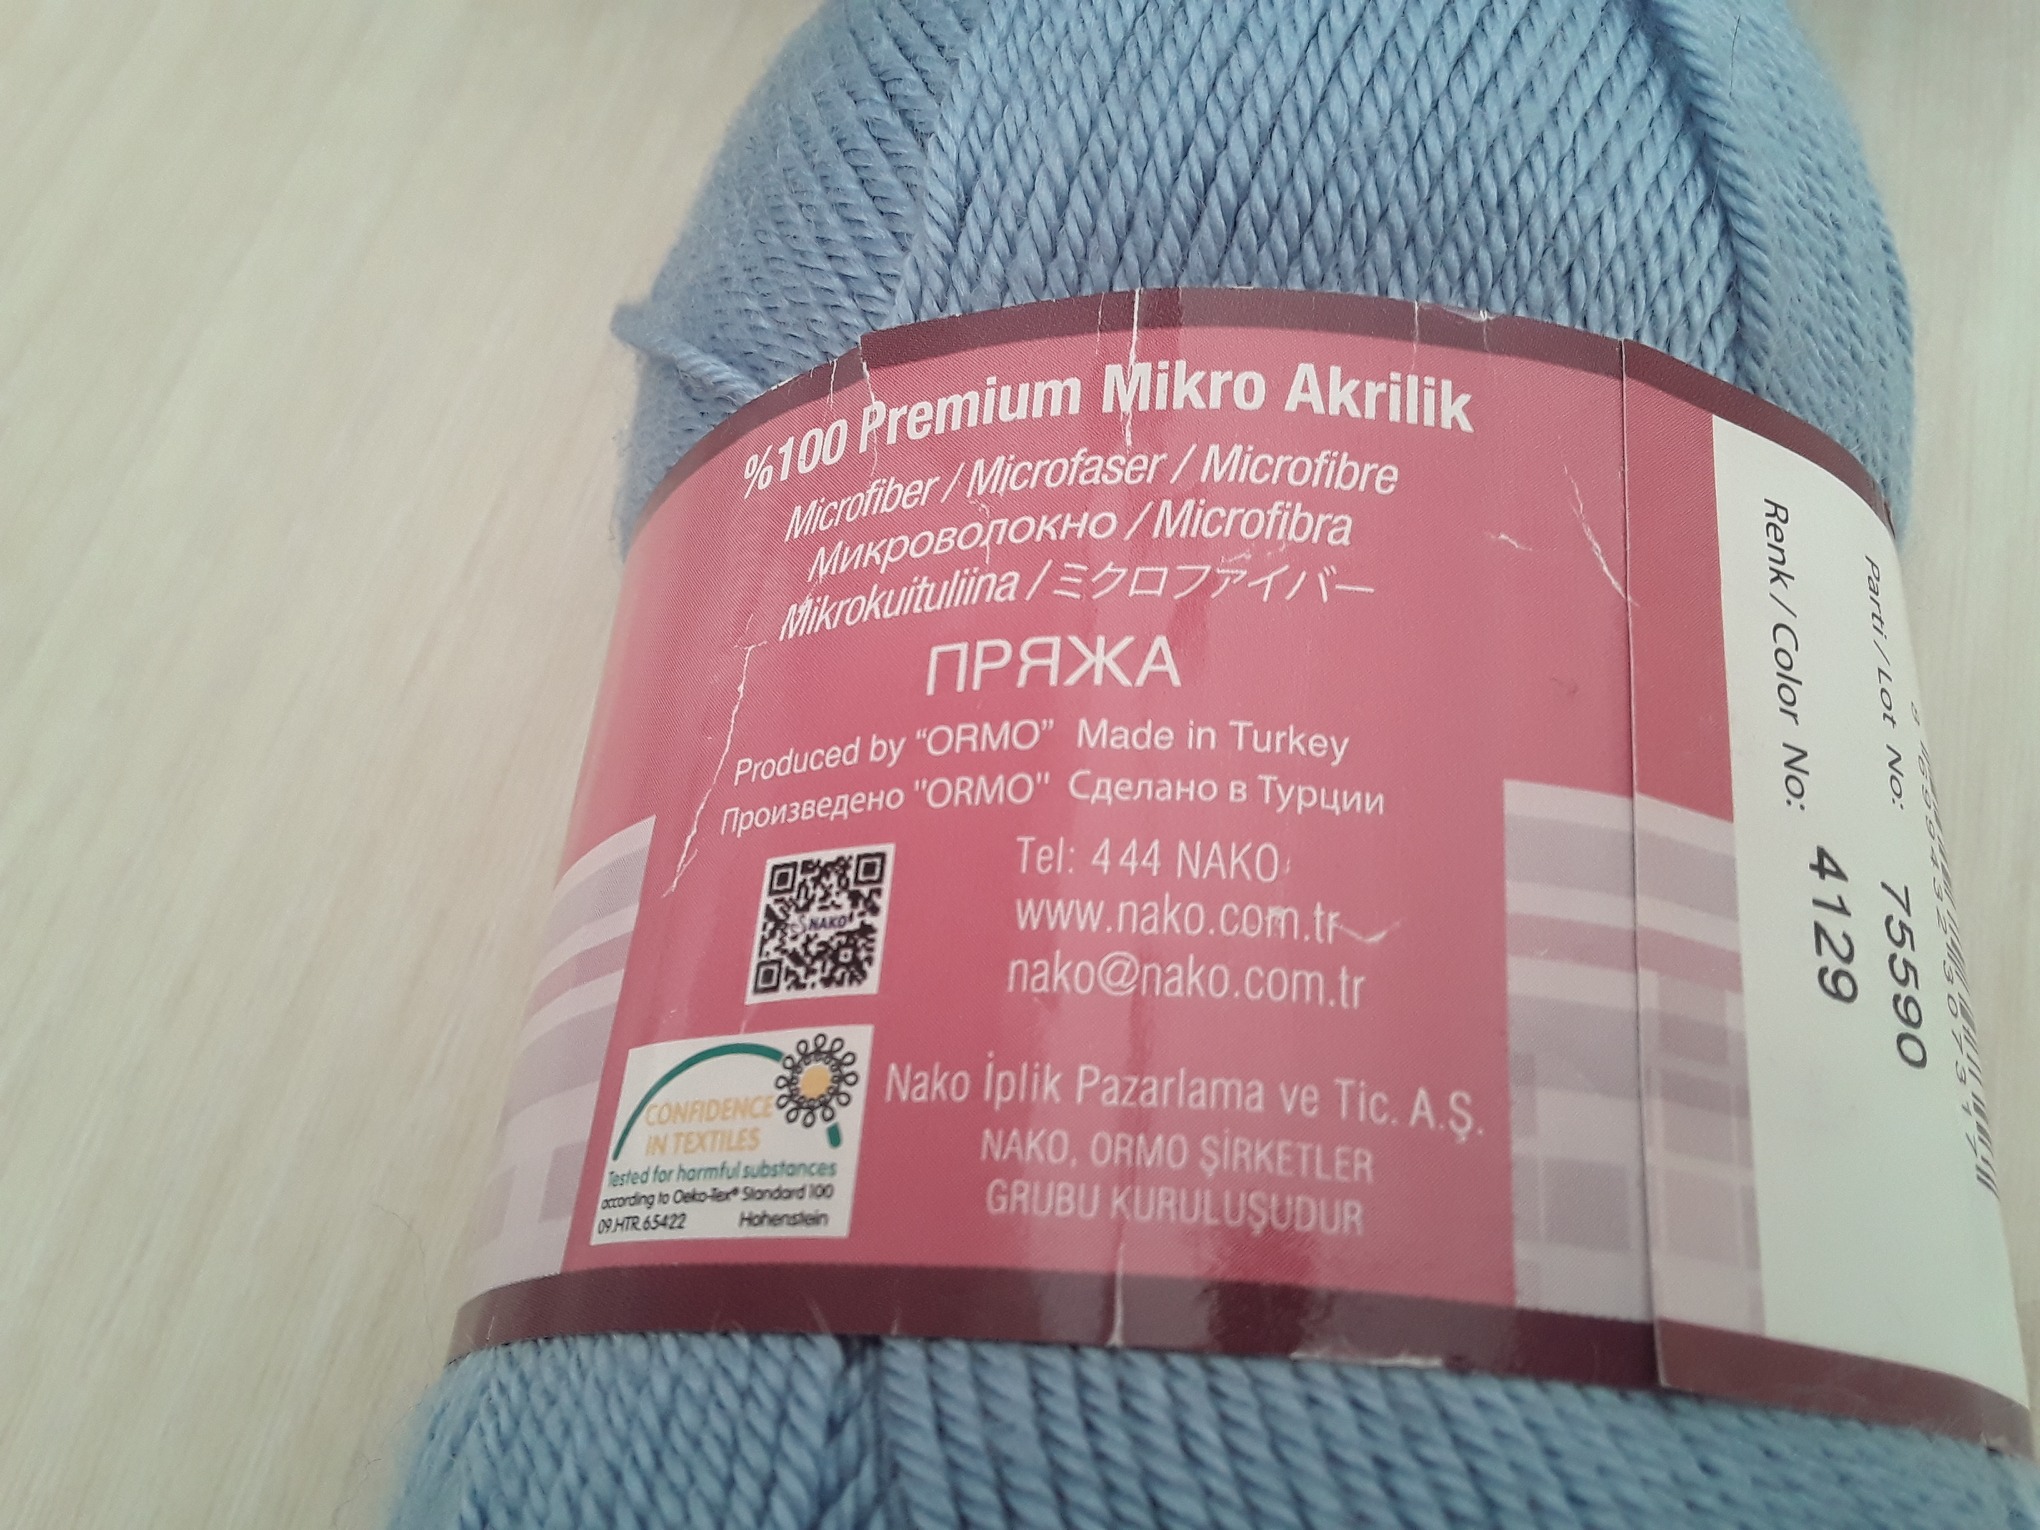 %100 Premium Mikro Akrilik
Microfiber / Microfaser / Microfibre
Микроволокно / Microfibra
Mikrokuituliina / ミクロファイバー
ПРЯЖА
Produced by “ORMO” Made in Turkey
Произведено "ORMO" Сделано в Турции
Tel: 444 NAKO
www.nako.com.tr
nako@nako.com.tr
NAKO
CONFIDENCE
IN TEXTILES
Tested for harmful substances
according to Oeko-Tex® Standard 100
09.HTR.65422 Hohenstein
Nako İplik Pazarlama ve Tic. A.Ş.
NAKO, ORMO ŞİRKETLER
GRUBU KURULUŞUDUR
Renk / Color No: 4129
Parti / Lot No: 75590